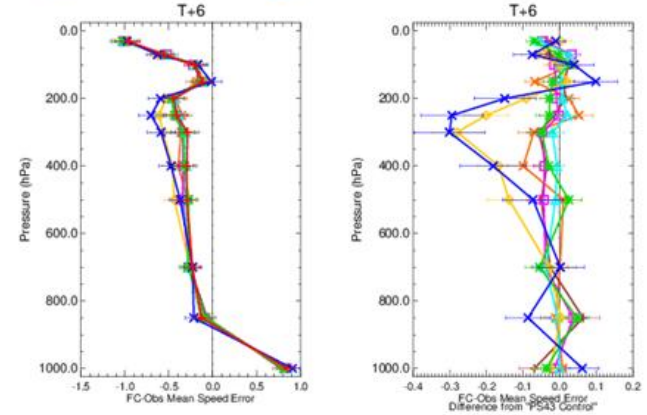 T+6
0.0
200.0
400.0
600.0
800.0
1000.0
Pressure (hPa)
-1.5 -1.0 -0.5 0.0 0.5 1.0
FC-Obs Mean Speed Error
T+6
0.0
200.0
400.0
600.0
800.0
1000.0
Pressure (hPa)
-0.4 -0.3 -0.2 -0.1 0.0 0.1 0.2
FC-Obs Mean Speed Error
Difference from "PS43 Control"